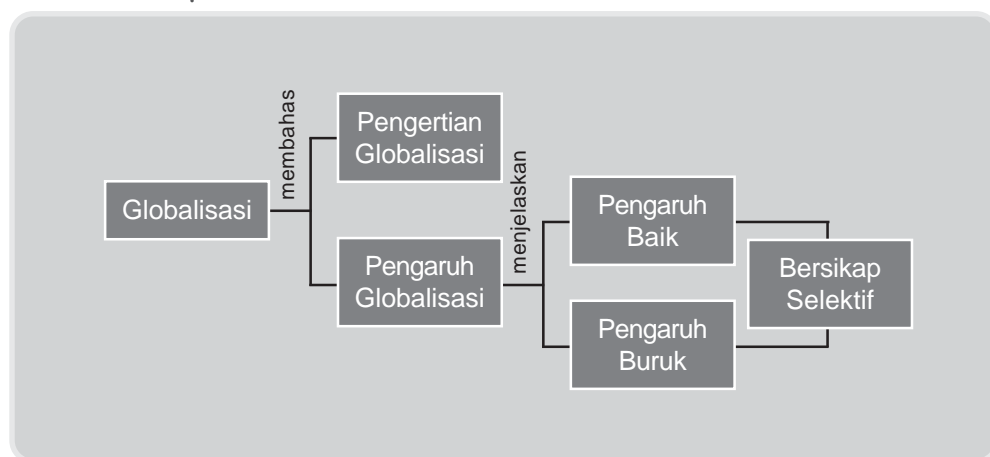 Globalisasi
membahas
Pengertian
Globalisasi
Pengaruh
Globalisasi
menjelaskan
Pengaruh
Baik
Pengaruh
Buruk
Bersikap
Selektif